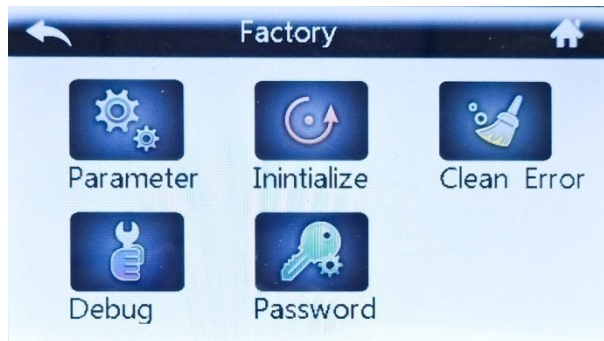 Factory
Parameter
Inintialize
Clean Error
Debug
Password